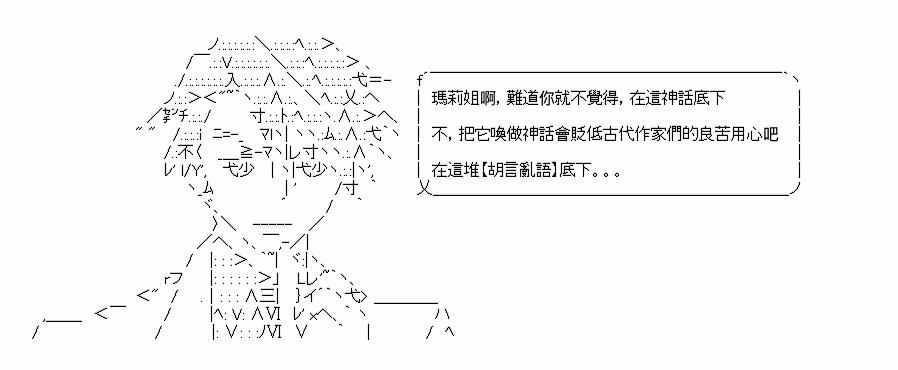 瑪莉姐啊，難道你就不覺得，在這神話底下
不，把它喚做神話會貶低古代作家們的良苦用心吧
在這堆【胡言亂語】底下。。。